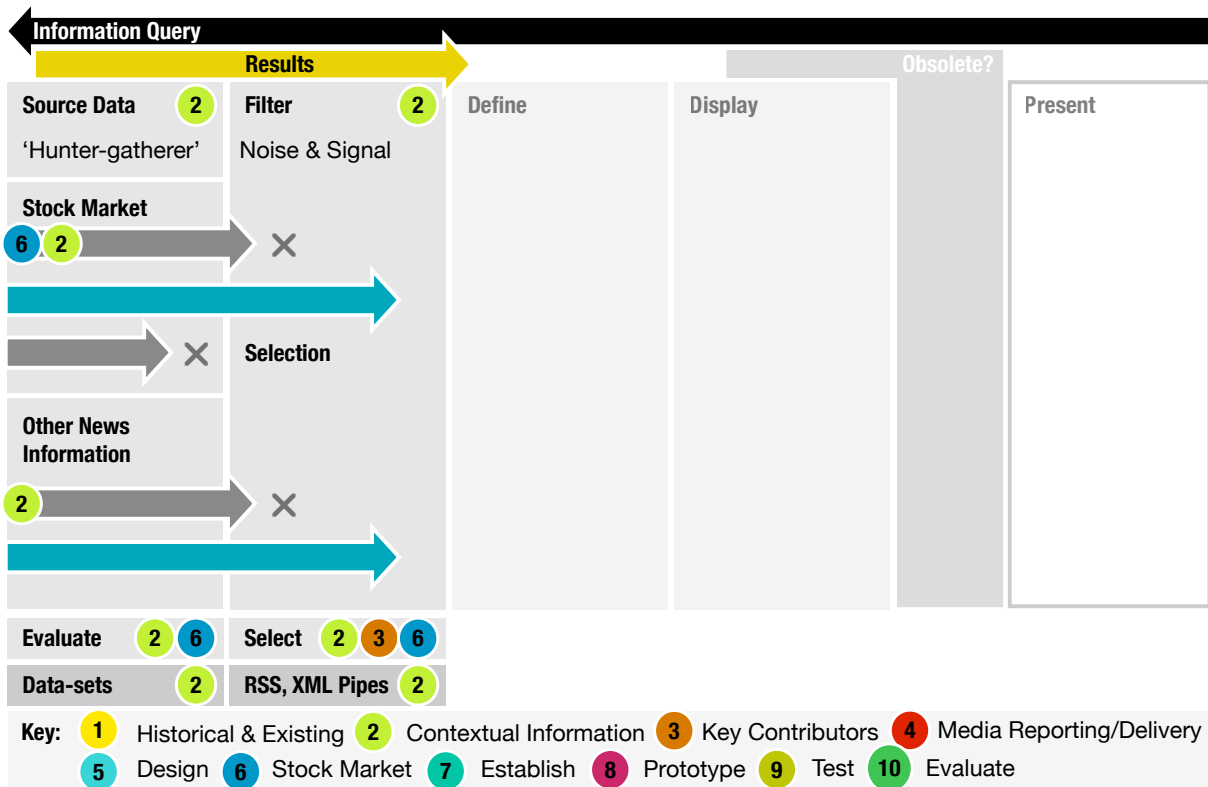 Information Query
Results
Obsolete?
Source Data 2
Filter 2
Define
Display
Present
‘Hunter-gatherer’
Noise & Signal
Stock Market
6 2
Selection
Other News
Information
2
Evaluate 2 6
Select 2 3 6
Data-sets 2
RSS, XML Pipes 2
Key: 1 Historical & Existing 2 Contextual Information 3 Key Contributors 4 Media Reporting/Delivery
5 Design 6 Stock Market 7 Establish 8 Prototype 9 Test 10 Evaluate